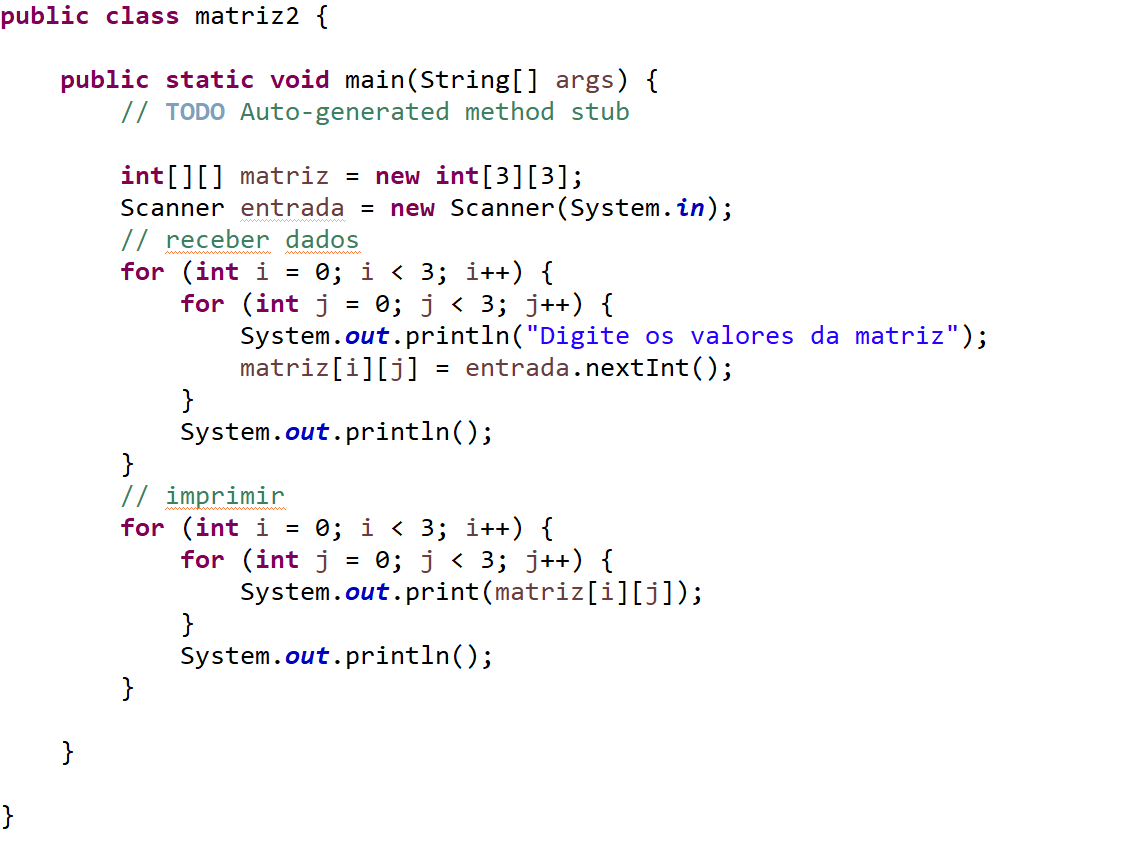 public class matriz2 {
    public static void main(String[] args) {
        // TODO Auto-generated method stub
        int[][] matriz = new int[3][3];
        Scanner entrada = new Scanner(System.in);
        // receber dados
        for (int i = 0; i < 3; i++) {
            for (int j = 0; j < 3; j++) {
                System.out.println("Digite os valores da matriz");
                matriz[i][j] = entrada.nextInt();
            }
            System.out.println();
        }
        // imprimir
        for (int i = 0; i < 3; i++) {
            for (int j = 0; j < 3; j++) {
                System.out.print(matriz[i][j]);
            }
            System.out.println();
        }
    }
}